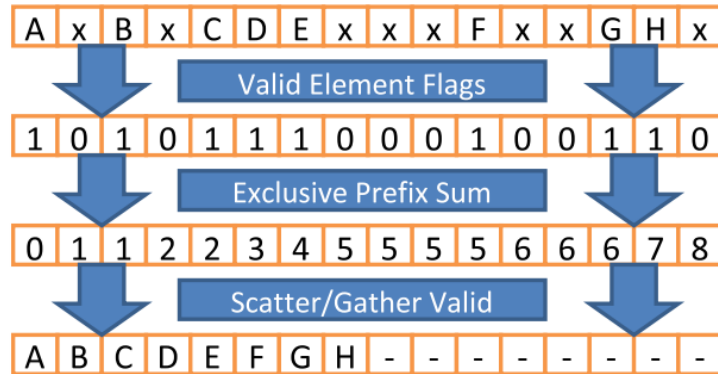 A x B x C D E x x x F x x G H x
Valid Element Flags
1 0 1 0 1 1 1 0 0 0 1 0 0 1 1 0
Exclusive Prefix Sum
0 1 1 2 2 3 4 5 5 5 5 6 6 6 7 8
Scatter/Gather Valid
A B C D E F G H - - - - - - - -